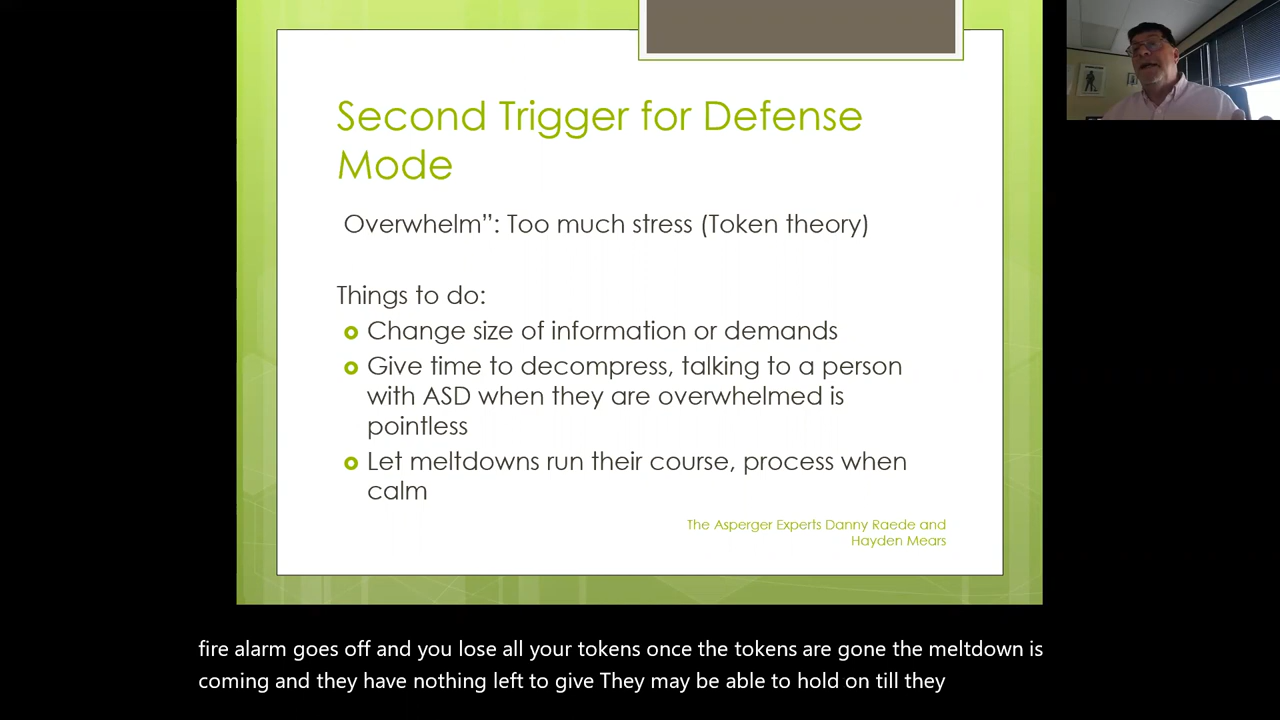 Second Trigger for Defense
Mode
Overwhelm”: Too much stress (Token theory)
Things to do:
Change size of information or demands
Give time to decompress, talking to a person
with ASD when they are overwhelmed is
pointless
Let meltdowns run their course, process when
calm
The Asperger Experts Danny Raede and
Hayden Mears
fire alarm goes off and you lose all your tokens once the tokens are gone the meltdown is
coming and they have nothing left to give They may be able to hold on till they